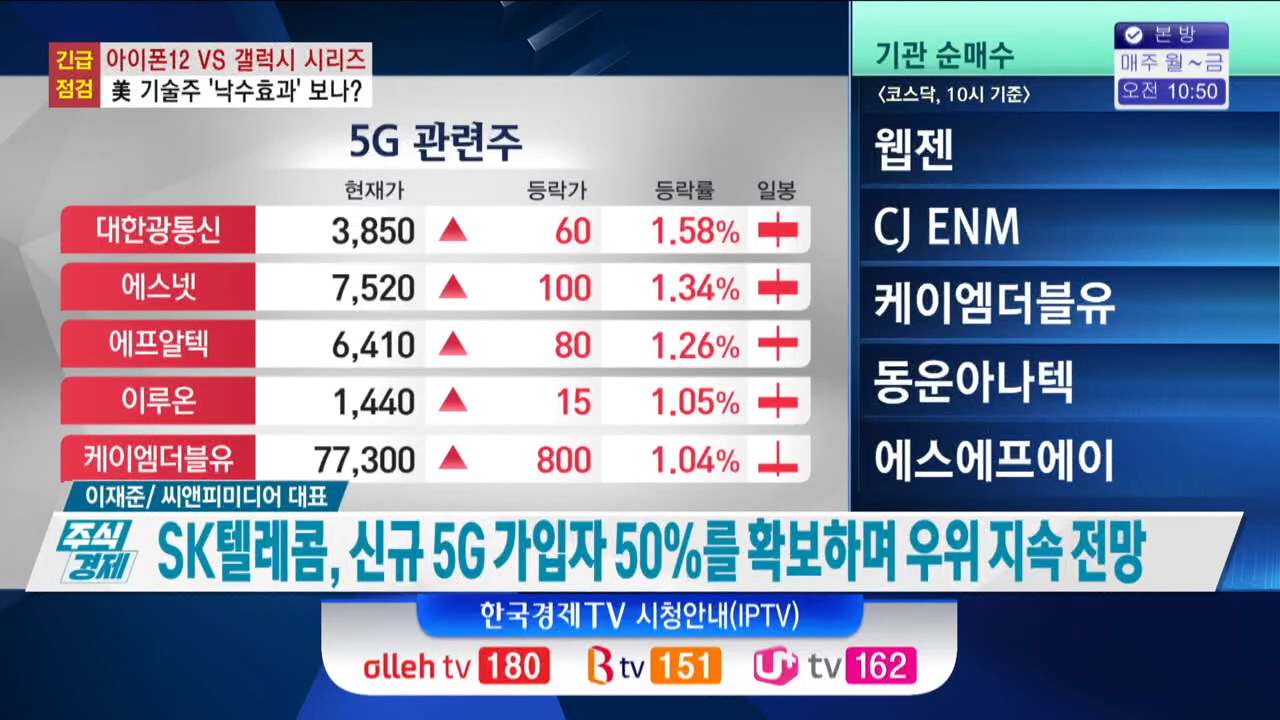 긴급 점검
아이폰12 VS 갤럭시 시리즈
美 기술주 '낙수효과' 보나?
5G 관련주
현재가 등락가 등락률 일봉
대한광통신 3,850 ▲ 60 1.58%
에스넷 7,520 ▲ 100 1.34%
에프알텍 6,410 ▲ 80 1.26%
이루온 1,440 ▲ 15 1.05%
케이엠더블유 77,300 ▲ 800 1.04%
기관 순매수
〈코스닥, 10시 기준〉
본 방
매주 월~금
오전 10:50
웹젠
CJ ENM
케이엠더블유
동운아나텍
에스에프에이
이재준/ 씨앤피미디어 대표
주식 경제
SK텔레콤, 신규 5G 가입자 50%를 확보하며 우위 지속 전망
한국경제TV 시청안내(IPTV)
alleh tv 180 B tv 151 U+ tv 162